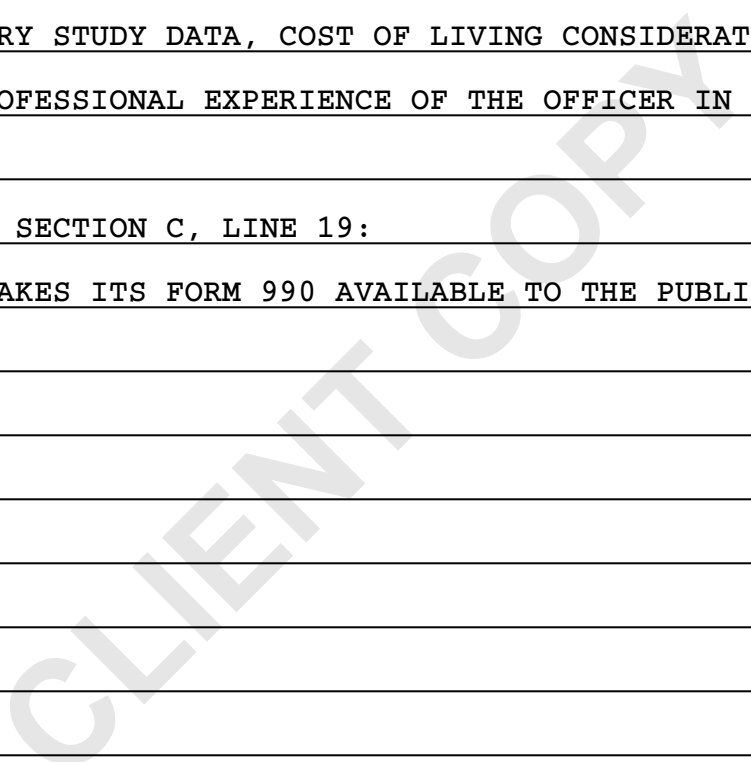 RY STUDY DATA, COST OF LIVING CONSIDERAT
OFESSIONAL EXPERIENCE OF THE OFFICER IN
SECTION C, LINE 19:
AKES ITS FORM 990 AVAILABLE TO THE PUBLI
CLIENT COPY